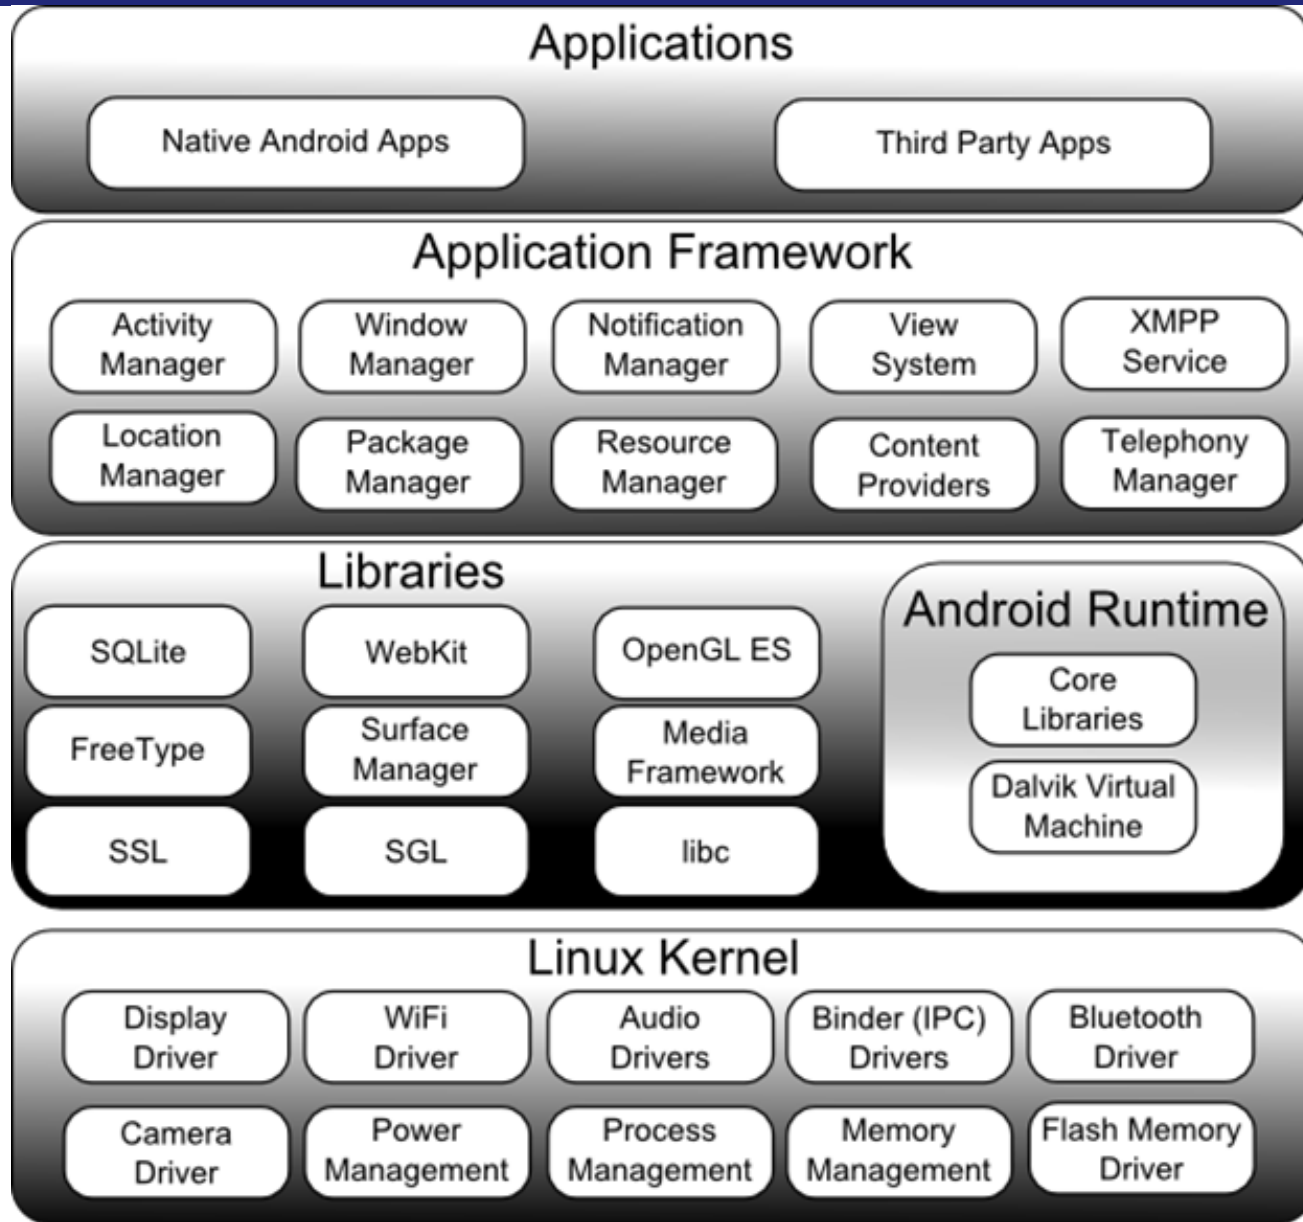 Applications
Native Android Apps
Third Party Apps
Application Framework
Activity
Manager
Window
Manager
Notification
Manager
View
System
XMPP
Service
Location
Manager
Package
Manager
Resource
Manager
Content
Providers
Telephony
Manager
Libraries
SQLite
WebKit
OpenGL ES
FreeType
Surface
Manager
Media
Framework
SSL
SGL
libc
Android Runtime
Core
Libraries
Dalvik Virtual
Machine
Linux Kernel
Display
Driver
WiFi
Driver
Audio
Drivers
Binder (IPC)
Drivers
Bluetooth
Driver
Camera
Driver
Power
Management
Process
Management
Memory
Management
Flash Memory
Driver